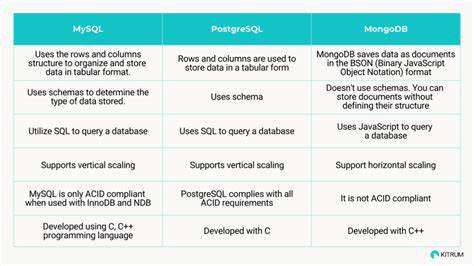 MySQL
PostgreSQL
MongoDB
Uses the rows and columns
structure to organize and store
data in tabular format.
Rows and columns are used to
store data in a tabular form
MongoDB saves data as documents
in the BSON (Binary JavaScript
Object Notation) format
Uses schemas to determine the
type of data stored.
Uses schema
Doesn't use schemas. You can
store documents without
defining their structure
Utilize SQL to query a database
Uses SQL to query a database
Uses JavaScript to query
a database
Supports vertical scaling
Supports vertical scaling
Support horizontal scaling
MySQL is only ACID compliant
when used with InnoDB and NDB
PostgreSQL complies with all
ACID requirements
It is not ACID compliant
Developed using C, C++
programming language
Developed with C
Developed with C++
KITRUM